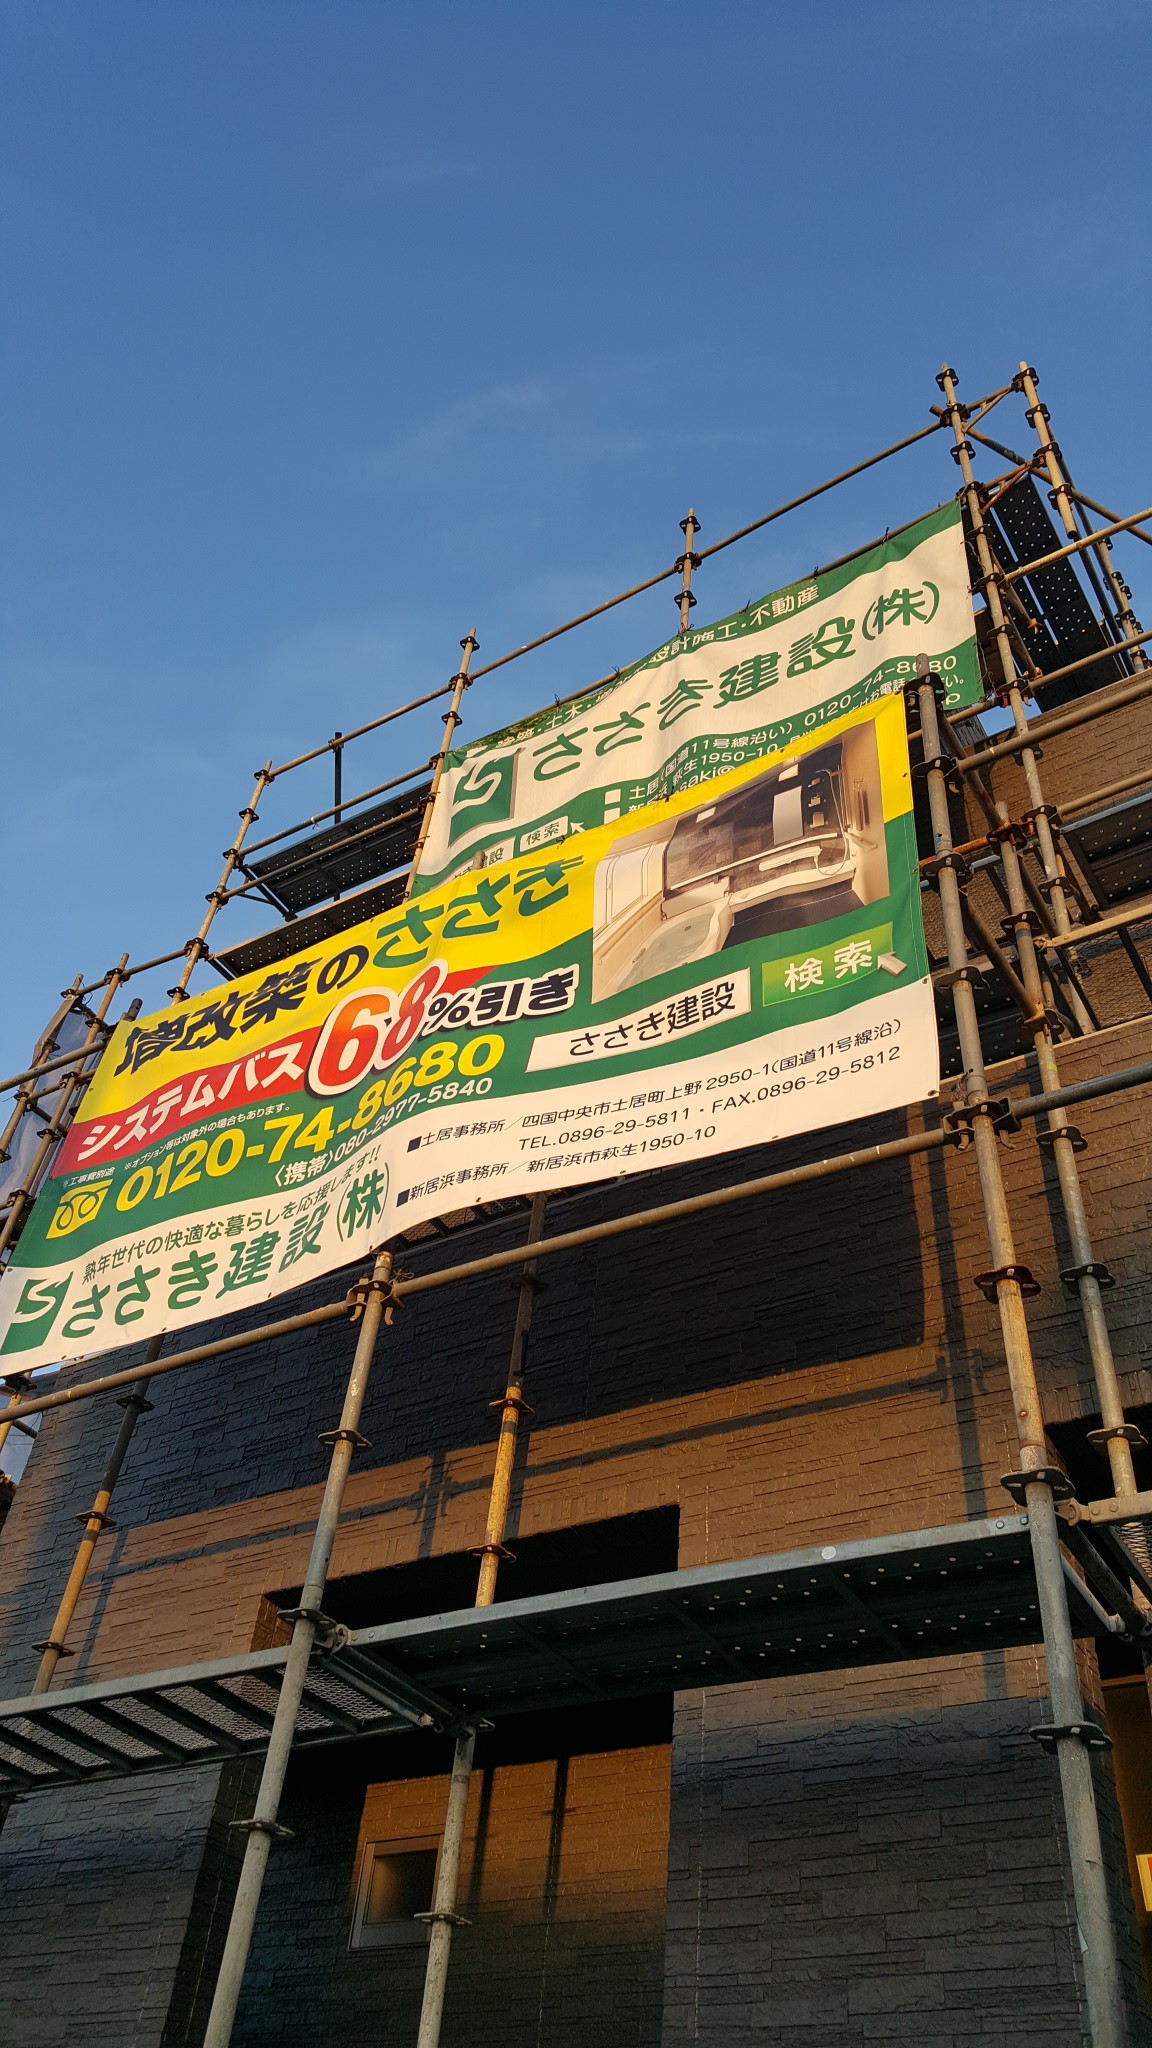 設計施工・不動産
ささき建設(株)
土居(国道11号線沿い) 0120-74-8680
萩生1950-10
検索
増改築のささき
システムバス68%引き
※工事費別途 ※オプション等は対象外の場合もあります。
0120-74-8680
〈携帯〉080-2977-5840
熟年世代の快適な暮らしを応援します!!
ささき建設(株)
ささき建設 検索
■土居事務所／四国中央市土居町上野2950-1(国道11号線沿)
TEL.0896-29-5811・FAX.0896-29-5812
■新居浜事務所／新居浜市萩生1950-10